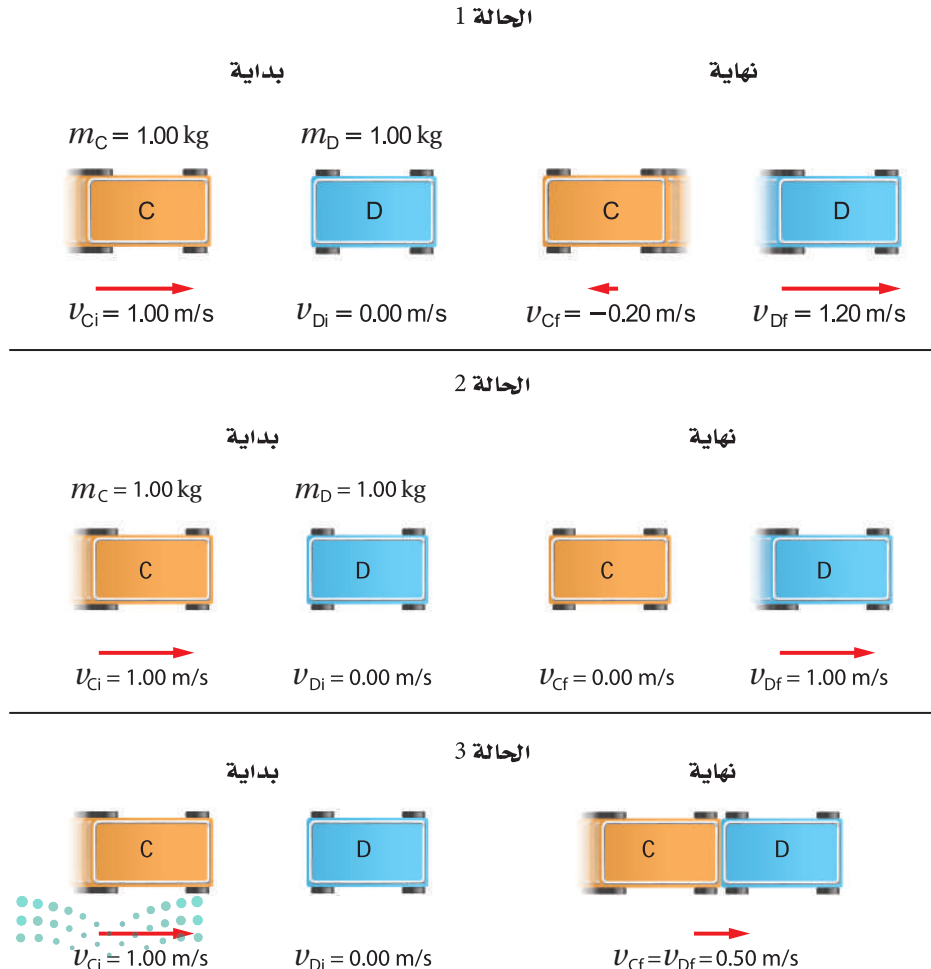 الحالة 1
بداية نهاية
m_C = 1.00 kg m_D = 1.00 kg
C D C D
v_Ci = 1.00 m/s v_Di = 0.00 m/s v_Cf = −0.20 m/s v_Df = 1.20 m/s
الحالة 2
بداية نهاية
m_C = 1.00 kg m_D = 1.00 kg
C D C D
v_Ci = 1.00 m/s v_Di = 0.00 m/s v_Cf = 0.00 m/s v_Df = 1.00 m/s
الحالة 3
بداية نهاية
C D C D
v_Ci = 1.00 m/s v_Di = 0.00 m/s v_Cf = v_Df = 0.50 m/s